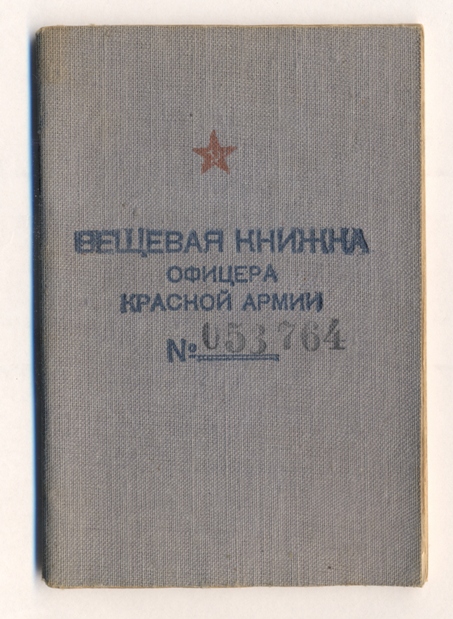 ВЕЩЕВАЯ КНИЖКА
ОФИЦЕРА
КРАСНОЙ АРМИИ
№ 053764